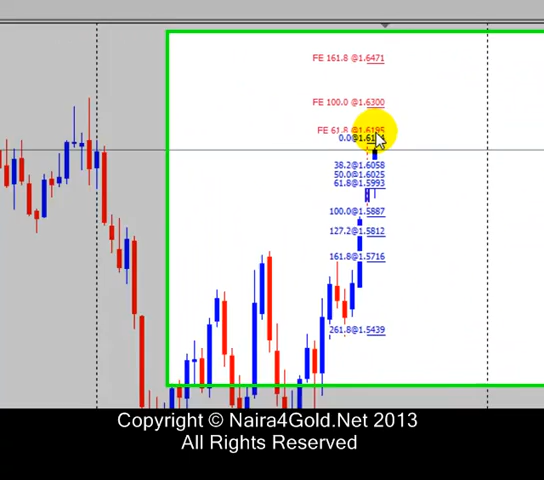 FE 161.8 @1.6471
FE 100.0 @1.6300
FE 61.8
38.2@1.6058
50.0@1.6025
61.8@1.5993
100.0@1.5887
127.2@1.5812
161.8@1.5716
261.8@1.5439
Copyright © Naira4Gold.Net 2013
All Rights Reserved